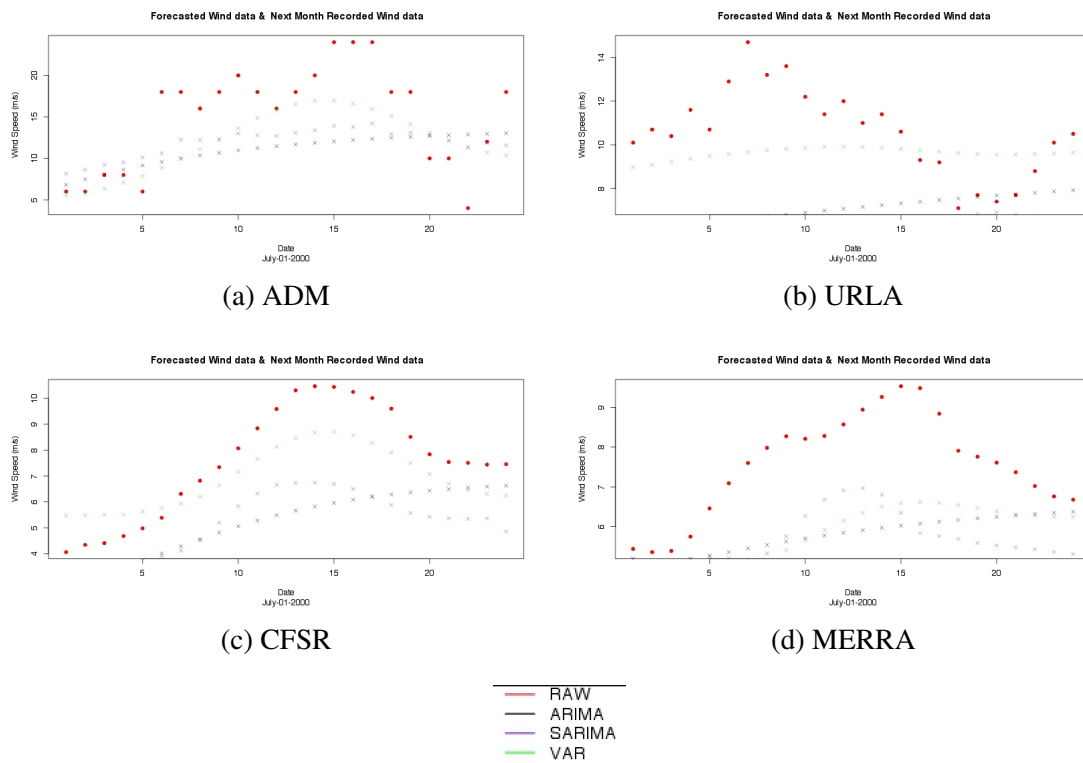 Forecasted Wind data & Next Month Recorded Wind data
Wind Speed (m/s)
5 10 15 20
5 10 15 20
Date
July-01-2000
(a) ADM
Forecasted Wind data & Next Month Recorded Wind data
Wind Speed (m/s)
8 10 12 14
5 10 15 20
Date
July-01-2000
(b) URLA
Forecasted Wind data & Next Month Recorded Wind data
Wind Speed (m/s)
4 5 6 7 8 9 10
5 10 15 20
Date
July-01-2000
(c) CFSR
Forecasted Wind data & Next Month Recorded Wind data
Wind Speed (m/s)
6 7 8 9
5 10 15 20
Date
July-01-2000
(d) MERRA
RAW
ARIMA
SARIMA
VAR